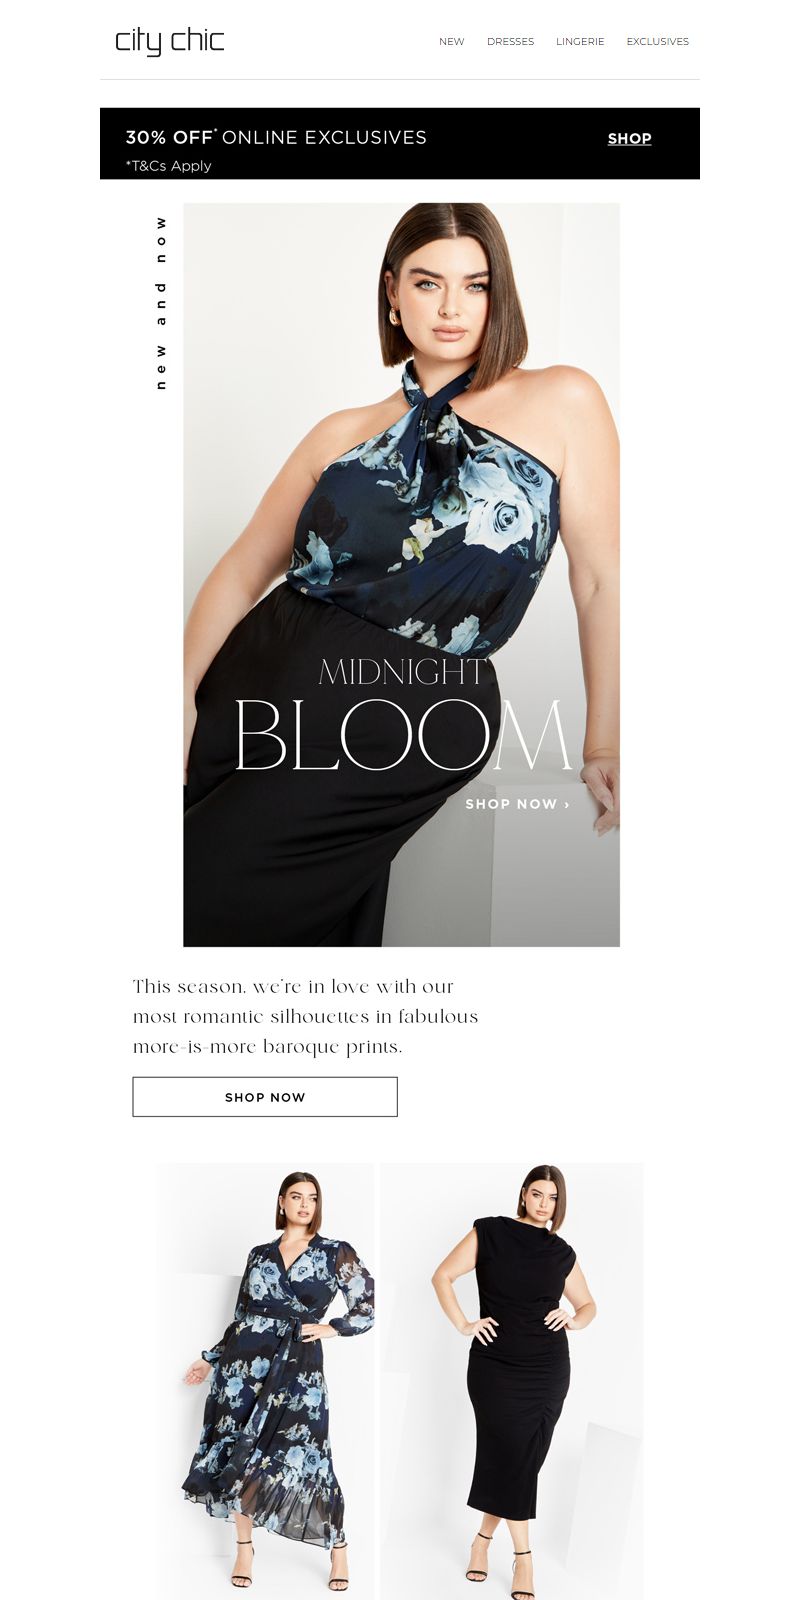 city chic
NEW DRESSES LINGERIE EXCLUSIVES
30% OFF* ONLINE EXCLUSIVES
SHOP
*T&Cs Apply
new and now
MIDNIGHT
BLOOM
SHOP NOW ›
This season, we're in love with our
most romantic silhouettes in fabulous
more-is-more baroque prints.
SHOP NOW